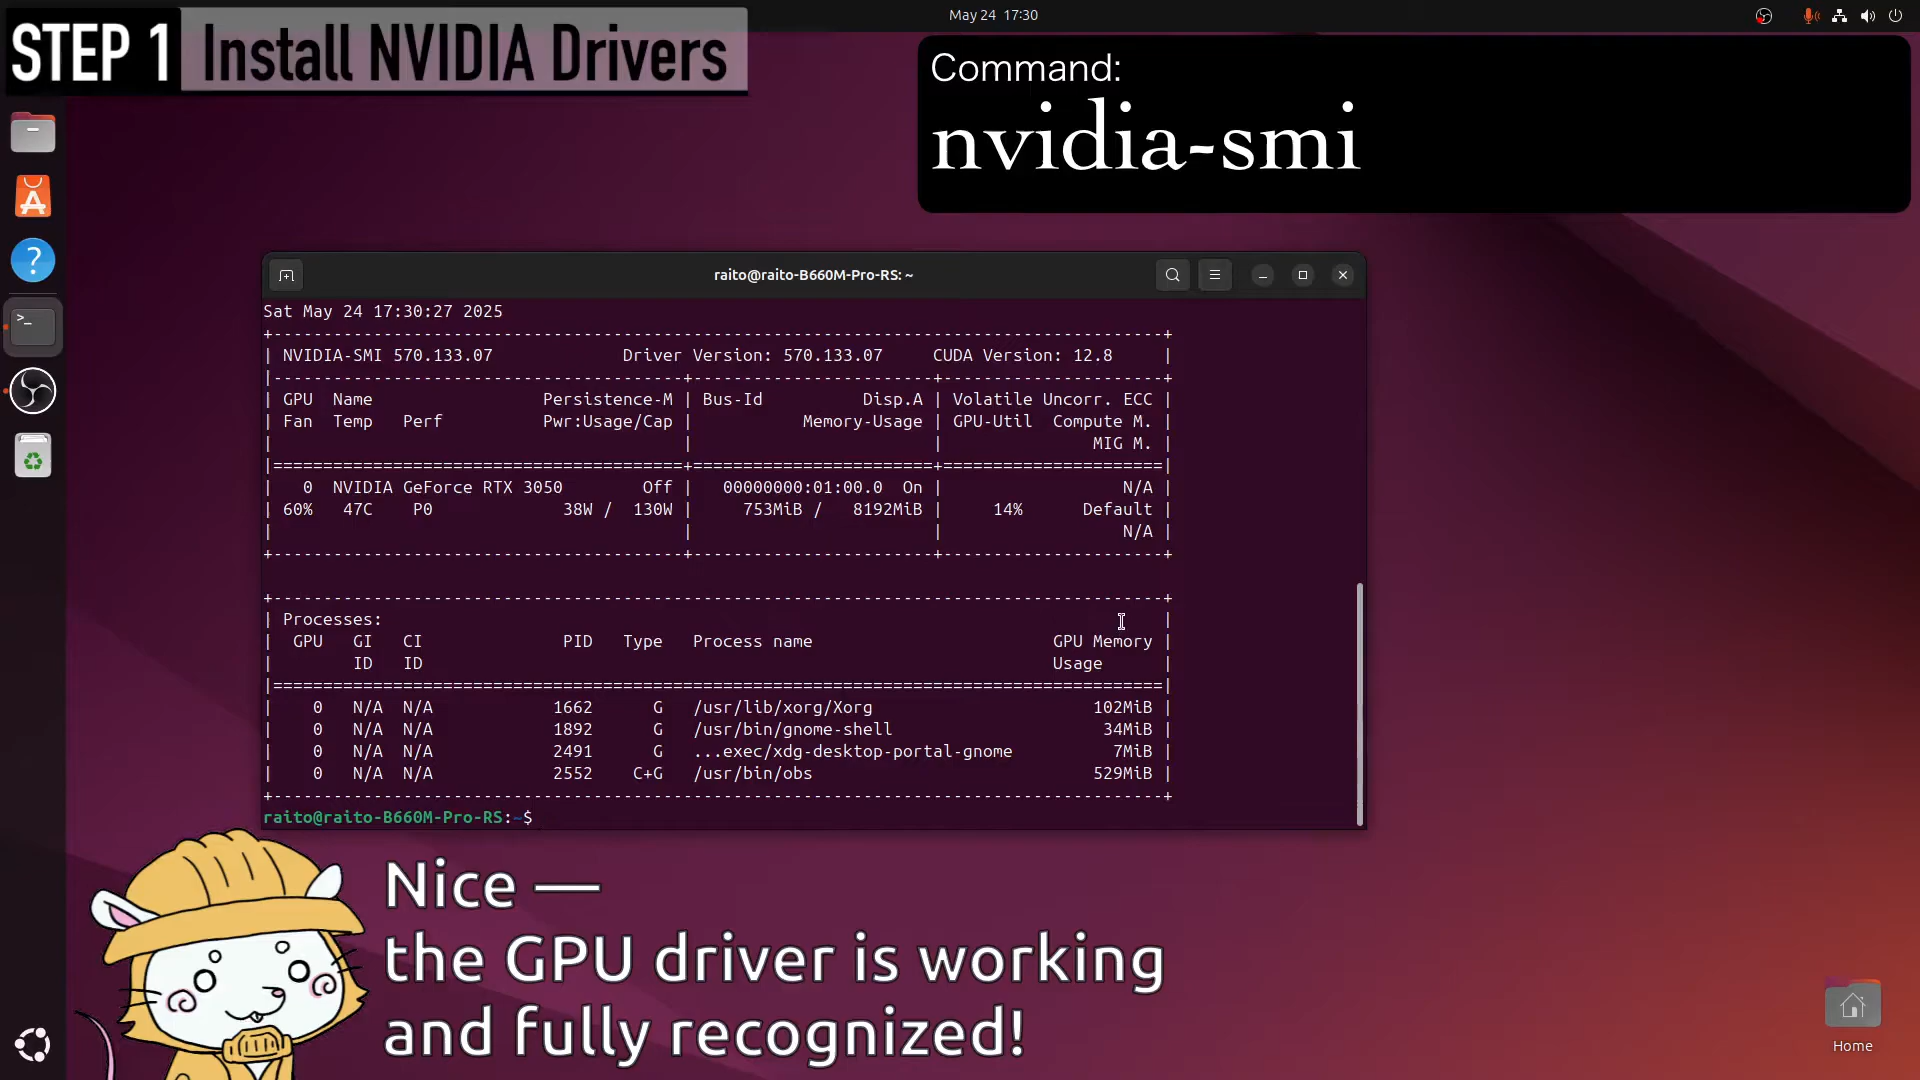 May 24 17:30
STEP 1 Install NVIDIA Drivers
Command:
nvidia-smi
raito@raito-B660M-Pro-RS: ~
Sat May 24 17:30:27 2025
+-----------------------------------------------------------------------------------------+
| NVIDIA-SMI 570.133.07             Driver Version: 570.133.07     CUDA Version: 12.8     |
|-----------------------------------------+------------------------+----------------------+
| GPU  Name                 Persistence-M | Bus-Id          Disp.A | Volatile Uncorr. ECC |
| Fan  Temp   Perf          Pwr:Usage/Cap |           Memory-Usage | GPU-Util  Compute M. |
|                                         |                        |               MIG M. |
|=========================================+========================+======================|
|   0  NVIDIA GeForce RTX 3050        Off |   00000000:01:00.0  On |                  N/A |
| 60%   47C    P0             38W /  130W |     753MiB /   8192MiB |     14%      Default |
|                                         |                        |                  N/A |
+-----------------------------------------+------------------------+----------------------+
+-----------------------------------------------------------------------------------------+
| Processes:                                                                              |
|  GPU   GI   CI              PID   Type   Process name                        GPU Memory |
|        ID   ID                                                               Usage      |
|=========================================================================================|
|    0   N/A  N/A            1662      G   /usr/lib/xorg/Xorg                      102MiB |
|    0   N/A  N/A            1892      G   /usr/bin/gnome-shell                     34MiB |
|    0   N/A  N/A            2491      G   ...exec/xdg-desktop-portal-gnome          7MiB |
|    0   N/A  N/A            2552    C+G   /usr/bin/obs                            529MiB |
+-----------------------------------------------------------------------------------------+
raito@raito-B660M-Pro-RS:~$
Nice —
the GPU driver is working
and fully recognized!
Home